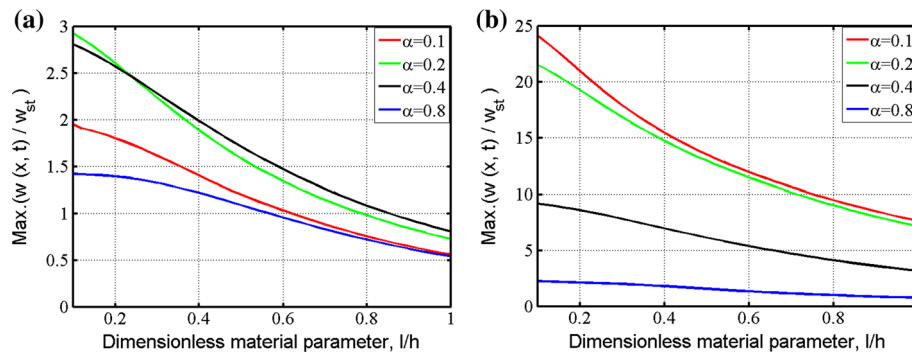 (a)
3
2.5
2
1.5
1
0.5
0
Max.(w (x, t) / w_st)
α=0.1
α=0.2
α=0.4
α=0.8
0.2 0.4 0.6 0.8 1
Dimensionless material parameter, l/h
(b)
25
20
15
10
5
0
Max.(w (x, t) / w_st)
α=0.1
α=0.2
α=0.4
α=0.8
0.2 0.4 0.6 0.8
Dimensionless material parameter, l/h